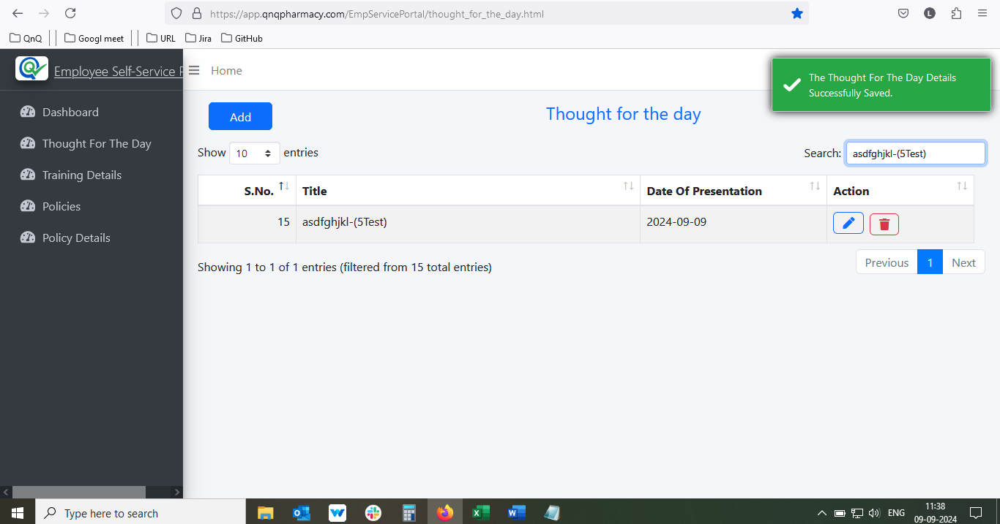 https://app.qnqpharmacy.com/EmpServicePortal/thought_for_the_day.html
L
QnQ
Googl meet
URL
Jira
GitHub
Employee Self-Service P
Home
The Thought For The Day Details
Successfully Saved.
Dashboard
Thought For The Day
Training Details
Policies
Policy Details
Add
Thought for the day
Show 10 entries
Search: asdfghjkl-(5Test)
S.No. Title Date Of Presentation Action
15 asdfghjkl-(5Test) 2024-09-09
Showing 1 to 1 of 1 entries (filtered from 15 total entries)
Previous 1 Next
Type here to search
ENG
11:38
09-09-2024